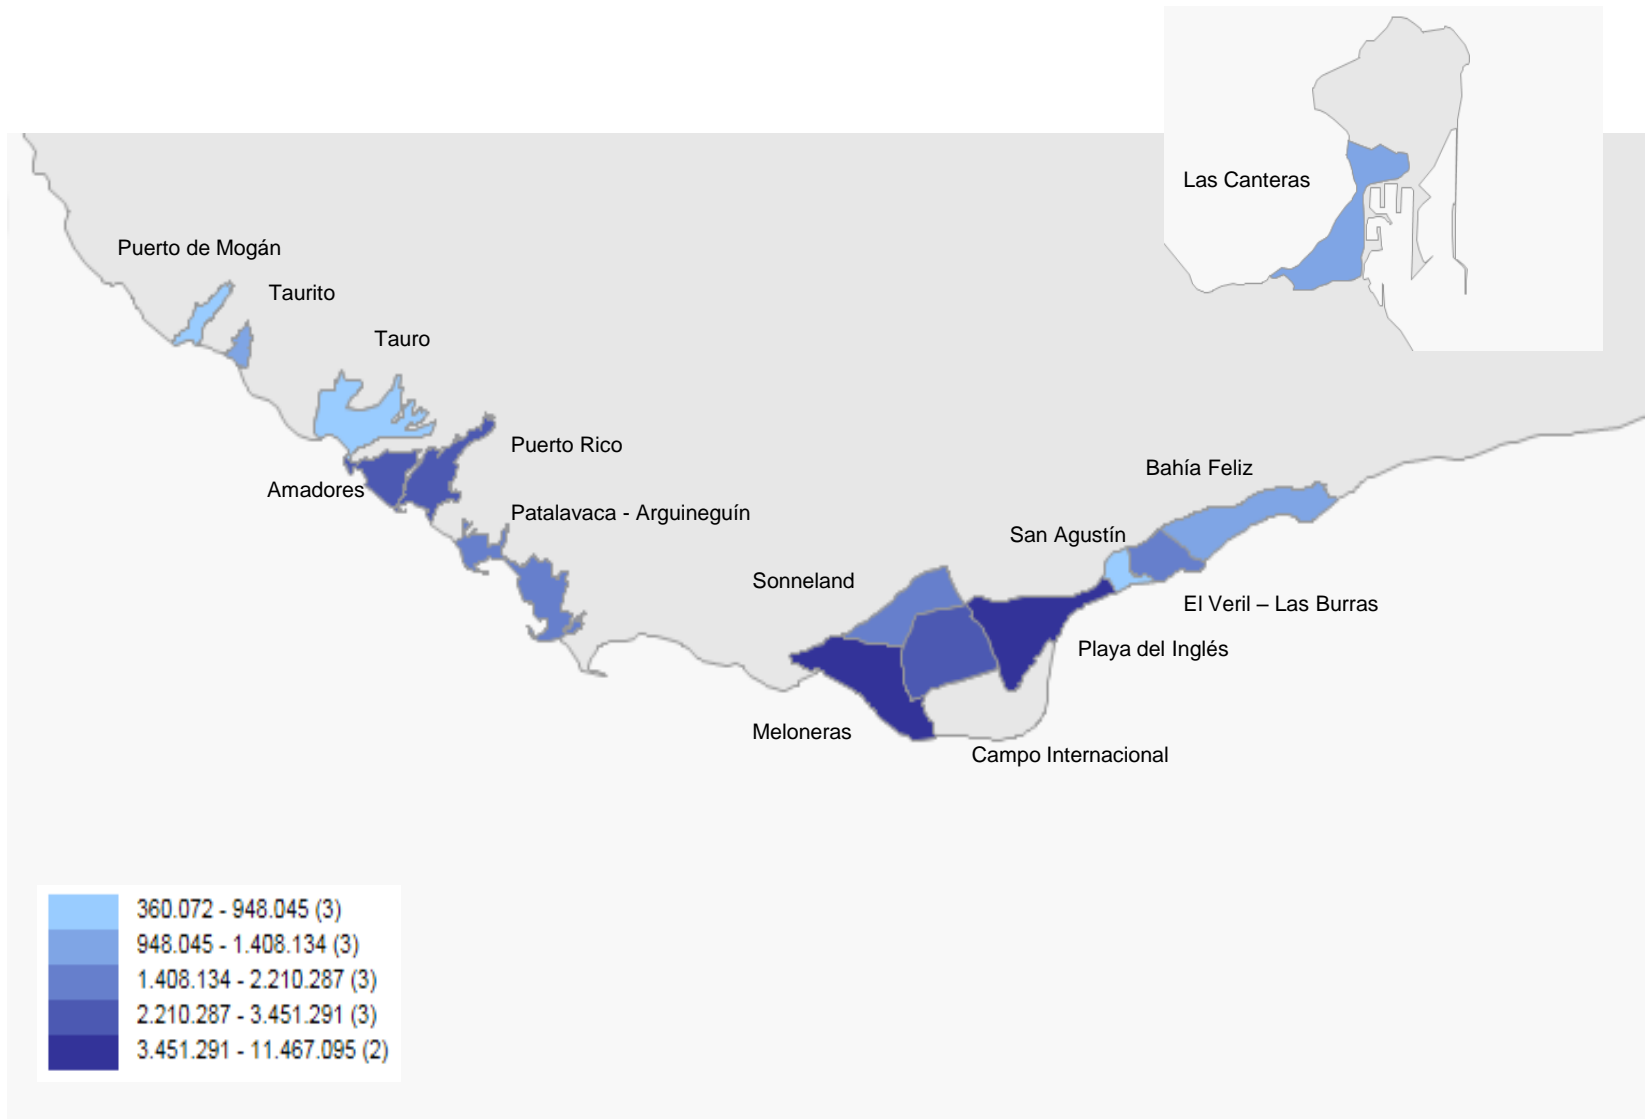 Las Canteras
Puerto de Mogán
Taurito
Tauro
Puerto Rico
Bahía Feliz
Amadores
Patalavaca - Arguineguín
San Agustín
Sonneland
El Veril – Las Burras
Playa del Inglés
Meloneras
Campo Internacional
360.072 - 948.045 (3)
948.045 - 1.408.134 (3)
1.408.134 - 2.210.287 (3)
2.210.287 - 3.451.291 (3)
3.451.291 - 11.467.095 (2)